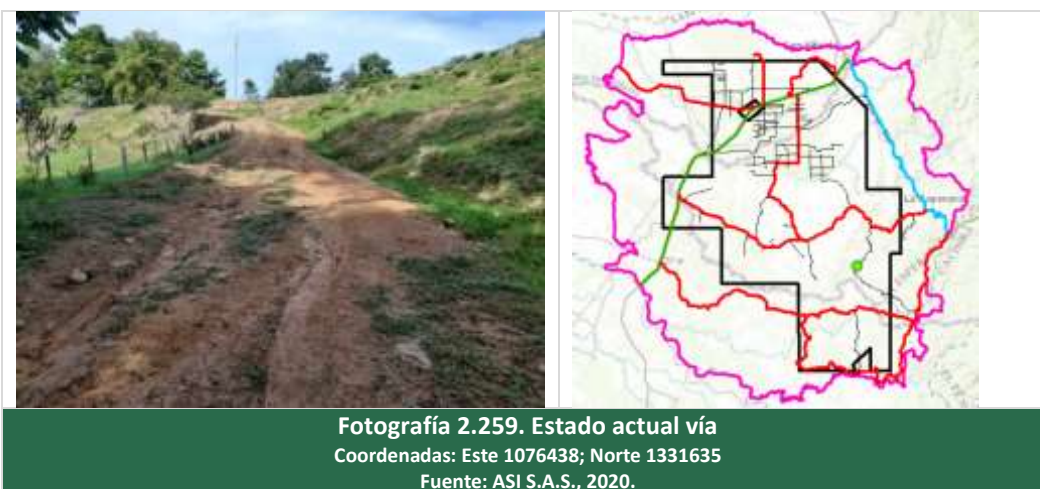 Fotografía 2.259. Estado actual vía
Coordenadas: Este 1076438; Norte 1331635
Fuente: ASI S.A.S., 2020.